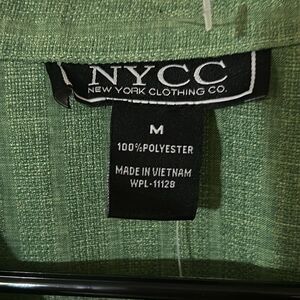 NYCC
NEW YORK CLOTHING CO.
M
100% POLYESTER
MADE IN VIETNAM
WPL-11128